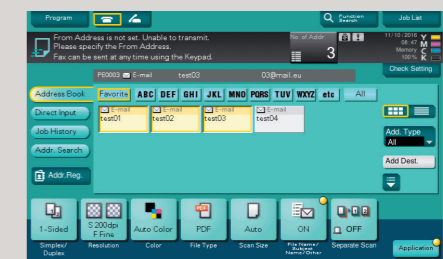 Program
Function Search
Job List
From Address is not set. Unable to transmit.
Please specify the From Address.
Fax can be sent at any time using the Keypad.
No. of Addr.
3
11/10/2016
06:47
Memory
100%
Y
M
C
K
Check Setting
PE0003 E-mail test03 03@mail.eu
Address Book
Favorite ABC DEF GHI JKL MNO PQRS TUV WXYZ etc All
Direct Input
Job History
Addr. Search
Addr.Reg.
E-mail
test01
E-mail
test02
E-mail
test03
E-mail
test04
Add. Type
All
Add Dest.
1-Sided
S 200dpi
F Fine
Auto Color
PDF
PDF
Auto
ON
OFF
Simplex/
Duplex
Resolution
Color
File Type
Scan Size
File Name/
Subject
Name/Other
Separate Scan
Application